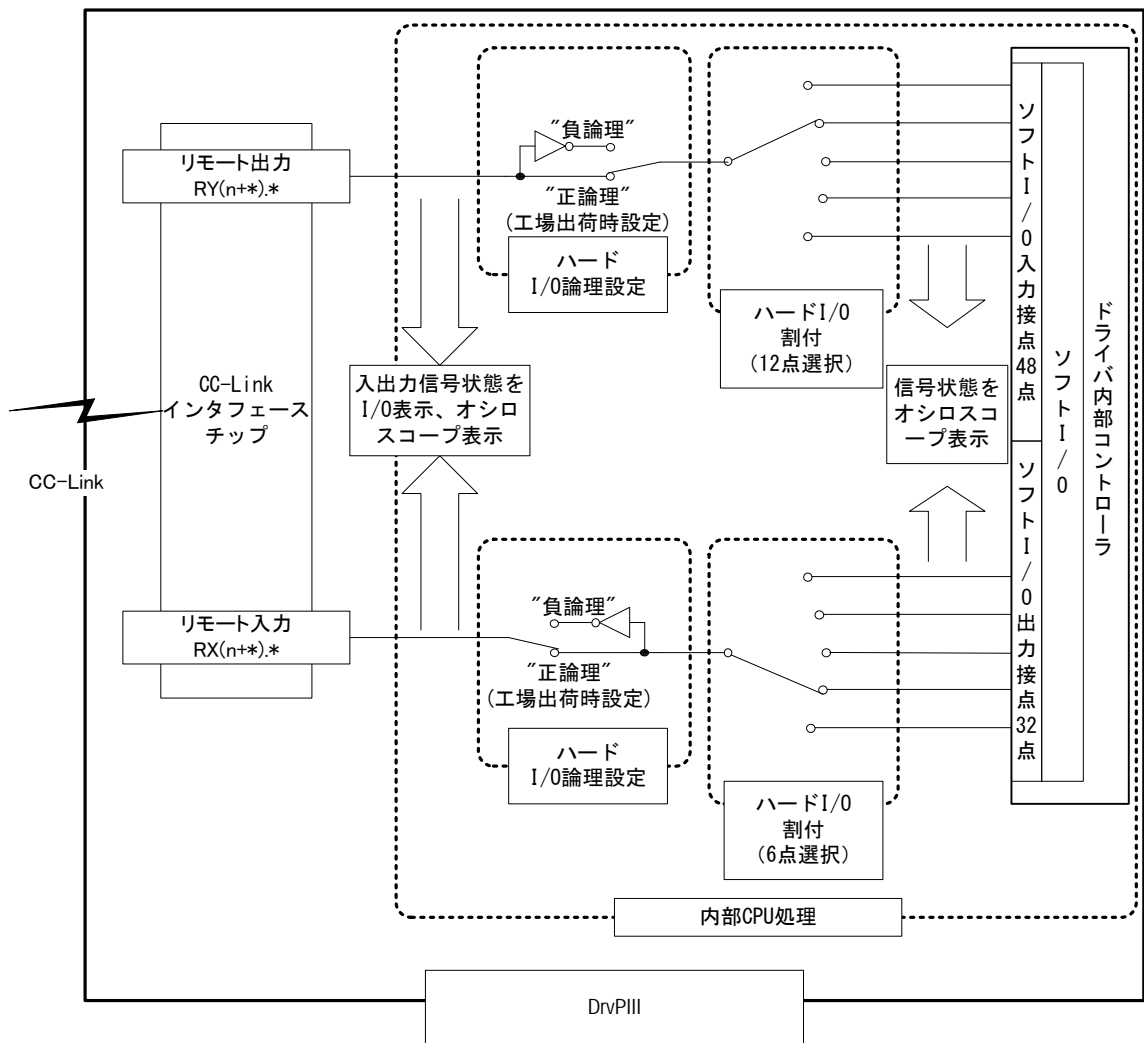 リモート出力
RY(n+*).*
"負論理"
"正論理"
(工場出荷時設定)
ハード
I/O論理設定
ハードI/O
割付
(12点選択)
CC-Link
インタフェース
チップ
CC-Link
入出力信号状態を
I/O表示、オシロ
スコープ表示
信号状態を
オシロスコ
ープ表示
ソフトI/O入力接点48点
ソフトI/O出力接点32点
ソフトI/O
ドライバ内部コントローラ
リモート入力
RX(n+*).*
"負論理"
"正論理"
(工場出荷時設定)
ハード
I/O論理設定
ハードI/O
割付
(6点選択)
内部CPU処理
DrvPIII